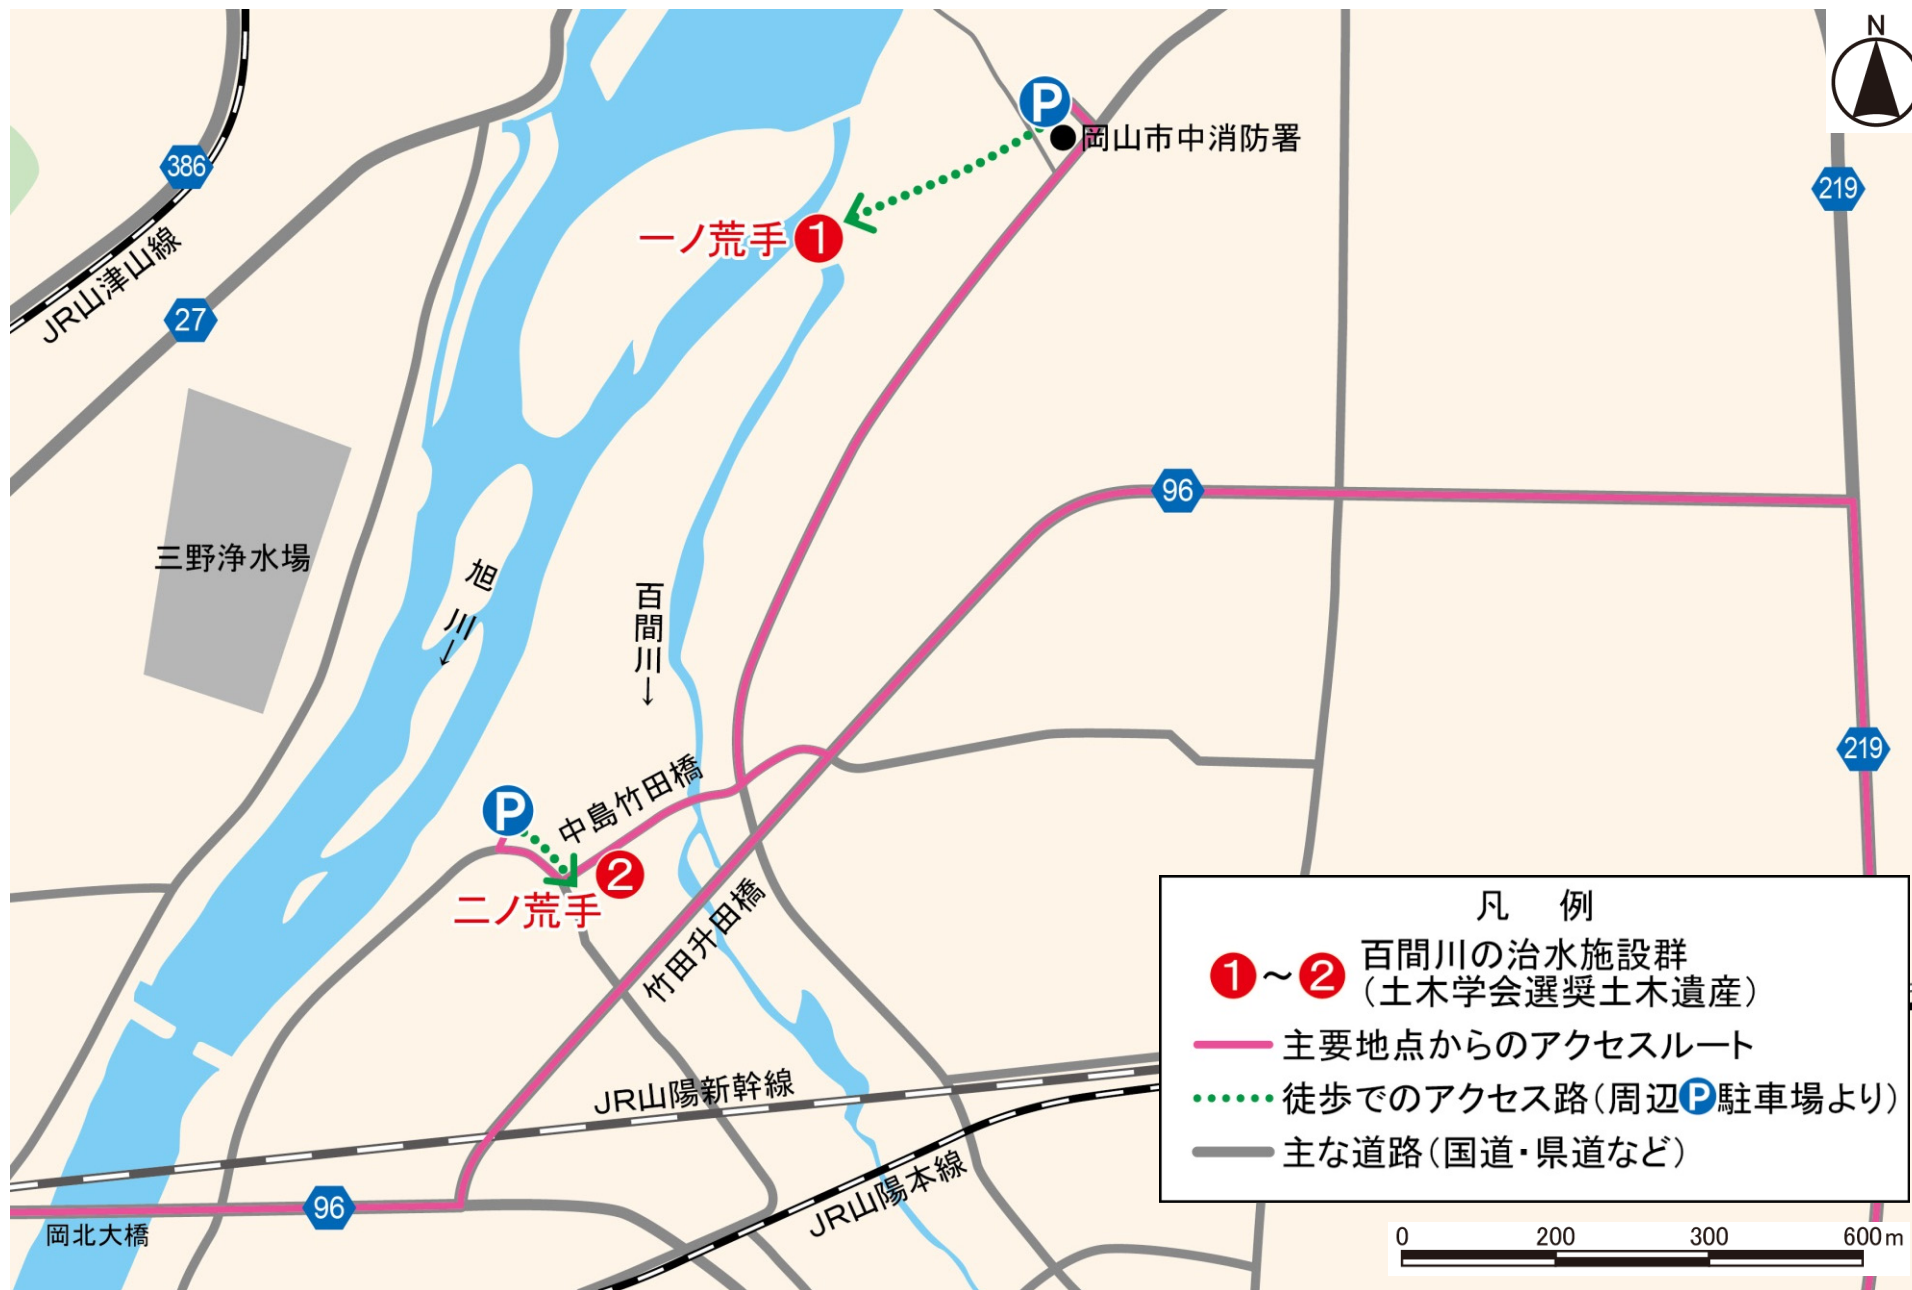 N
P
岡山市中消防署
386
219
一ノ荒手 1
JR山津山線
27
96
三野浄水場
旭川←
百間川→
219
中島竹田橋
P
2
二ノ荒手
竹田升田橋
凡 例
1～2 百間川の治水施設群
（土木学会選奨土木遺産）
主要地点からのアクセスルート
徒歩でのアクセス路（周辺P駐車場より）
主な道路（国道・県道など）
JR山陽新幹線
JR山陽本線
96
岡北大橋
0 200 300 600m